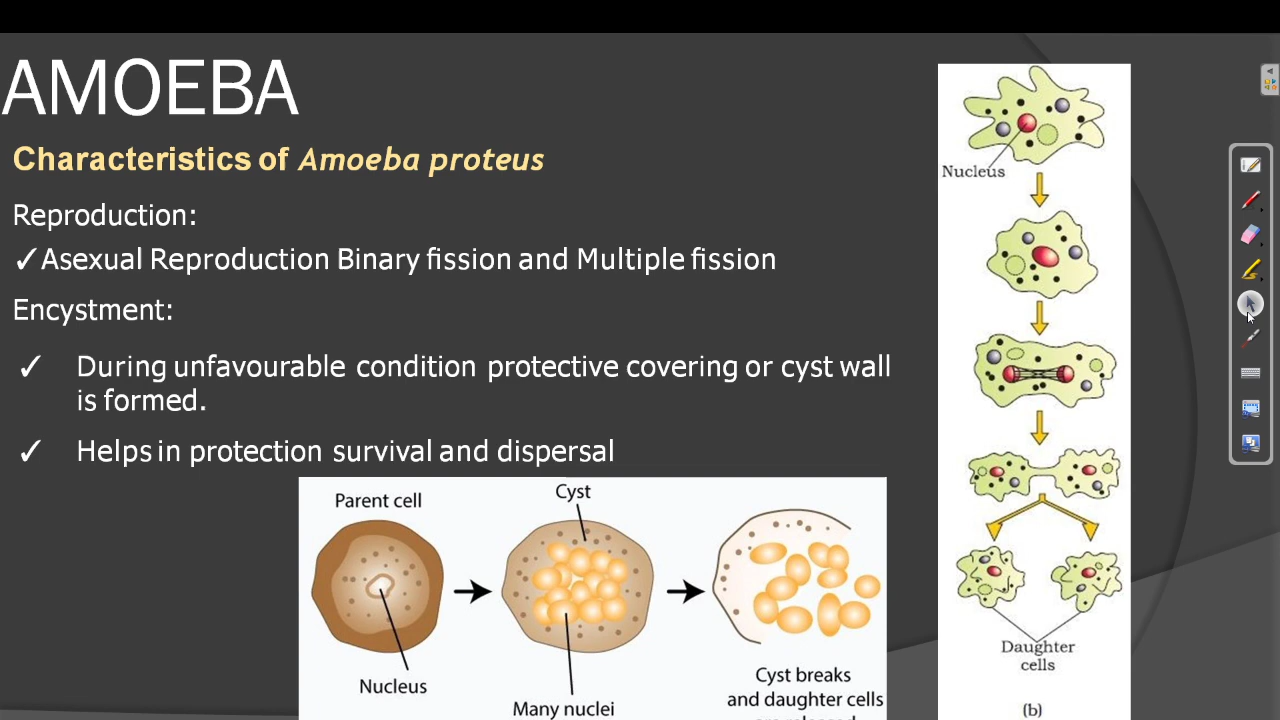 AMOEBA
Characteristics of Amoeba proteus
Reproduction:
✓Asexual Reproduction Binary fission and Multiple fission
Encystment:
✓ During unfavourable condition protective covering or cyst wall
is formed.
✓ Helps in protection survival and dispersal
Parent cell
Cyst
Nucleus
Many nuclei
Cyst breaks
and daughter cells
are released
Nucleus
Daughter
cells
(b)